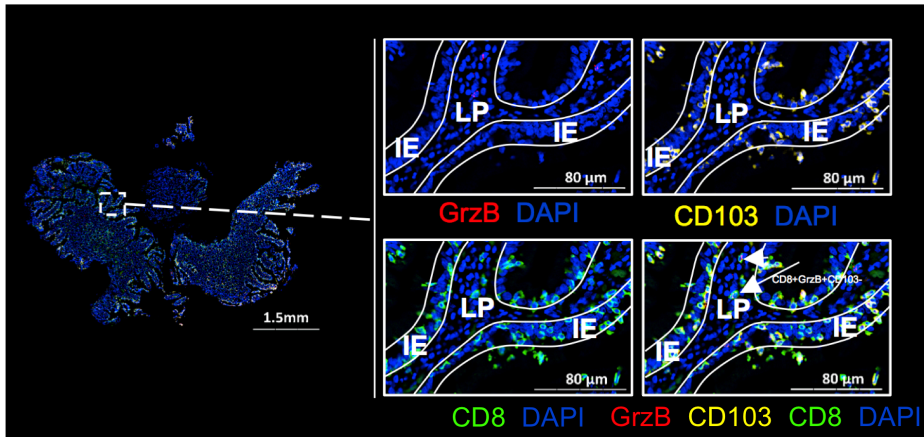 LP
IE
IE
80 µm
GrzB DAPI
LP
IE
IE
80 µm
CD103 DAPI
1.5mm
LP
IE
IE
80 µm
CD8 DAPI
CD8+GrzB+CD103-
LP
IE
IE
80 µm
GrzB CD103 CD8 DAPI